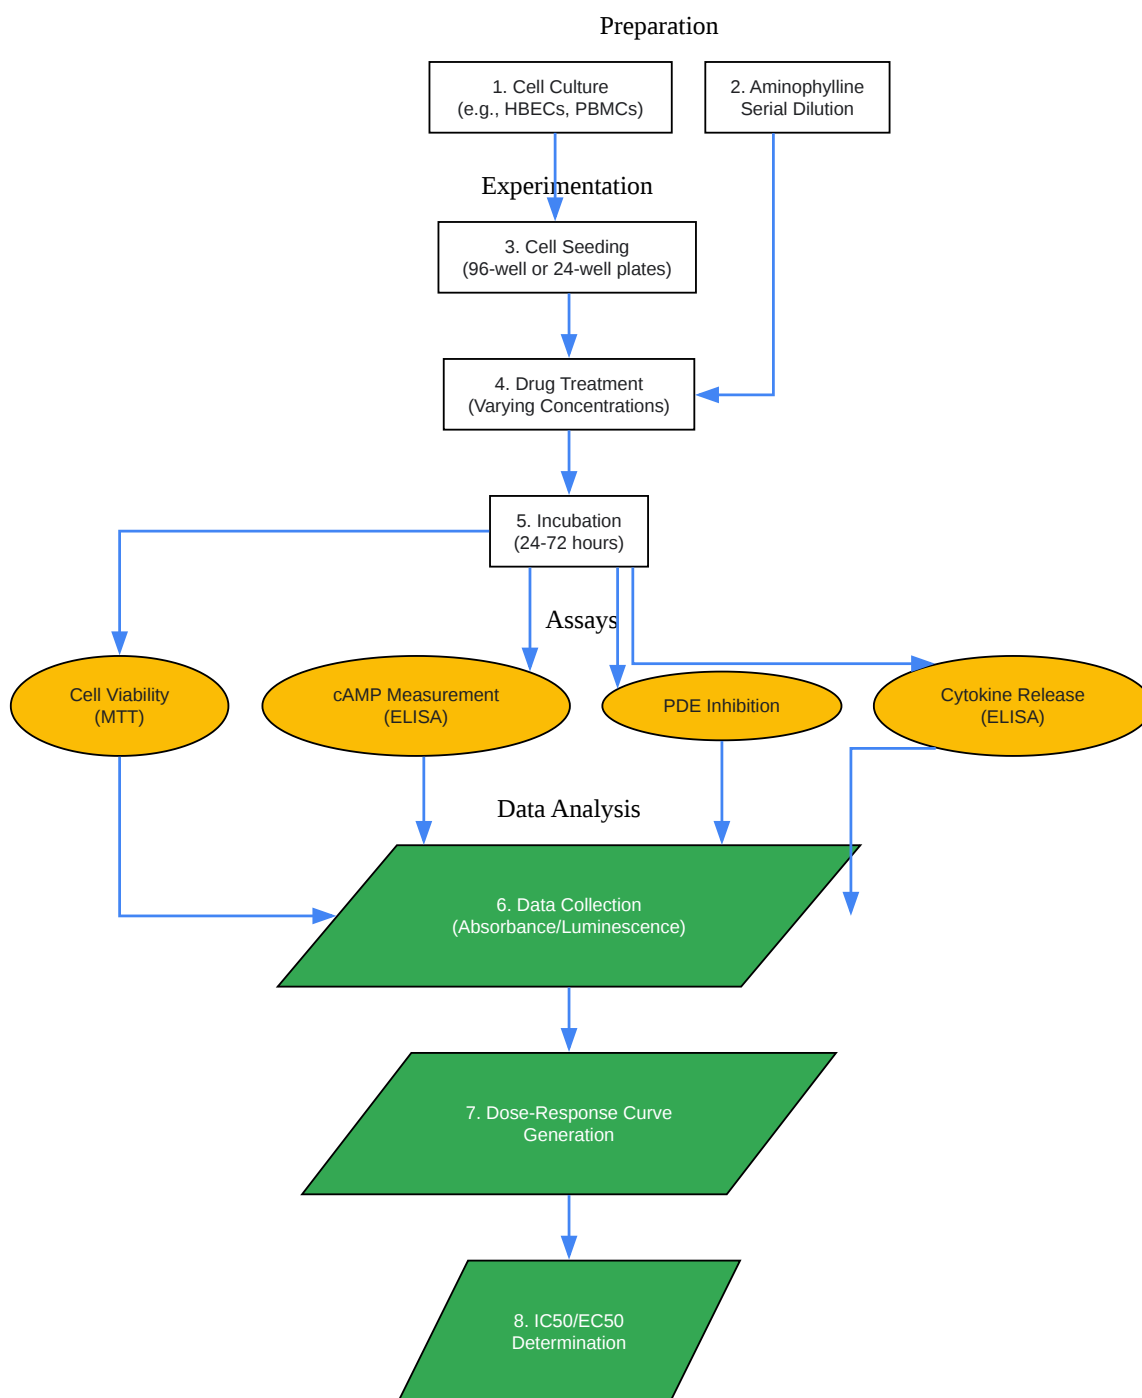 Preparation
1. Cell Culture
(e.g., HBECs, PBMCs)
2. Aminophylline
Serial Dilution
Experimentation
3. Cell Seeding
(96-well or 24-well plates)
4. Drug Treatment
(Varying Concentrations)
5. Incubation
(24-72 hours)
Assays
Cell Viability
(MTT)
cAMP Measurement
(ELISA)
PDE Inhibition
Cytokine Release
(ELISA)
Data Analysis
6. Data Collection
(Absorbance/Luminescence)
7. Dose-Response Curve
Generation
8. IC50/EC50
Determination